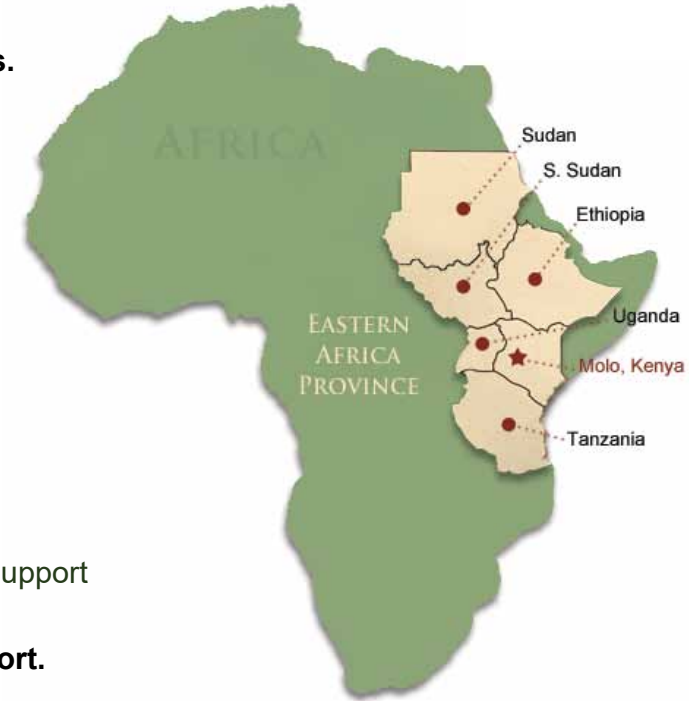 s.
AFRICA
Sudan
S. Sudan
Ethiopia
Uganda
EASTERN
AFRICA
PROVINCE
Molo, Kenya
Tanzania
upport
ort.